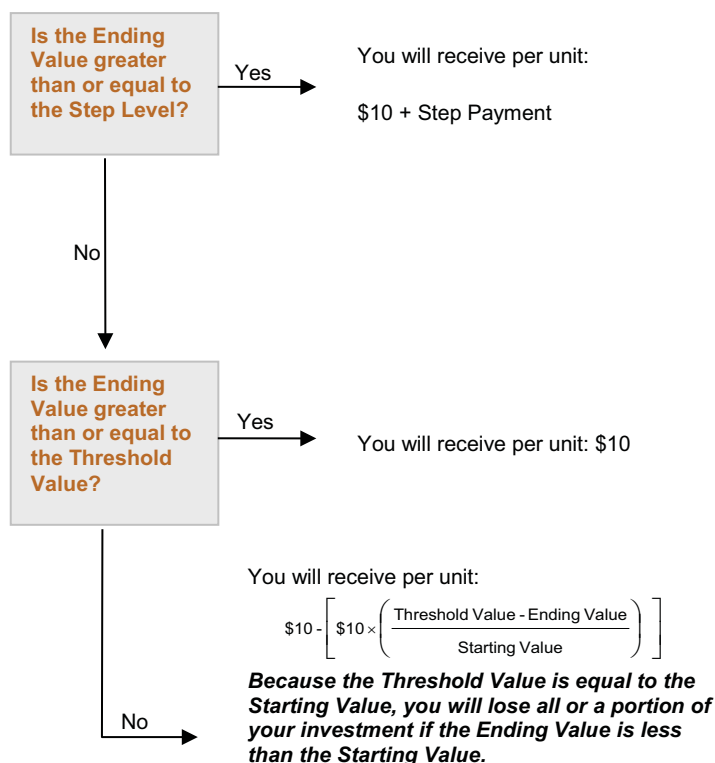 Is the Ending
Value greater
than or equal to
the Step Level?
Yes
You will receive per unit:
$10 + Step Payment
No
Is the Ending
Value greater
than or equal to
the Threshold
Value?
Yes
You will receive per unit: $10
You will receive per unit:
$10 - [ $10 × ( Threshold Value - Ending Value
Starting Value ) ]
Because the Threshold Value is equal to the
Starting Value, you will lose all or a portion of
your investment if the Ending Value is less
than the Starting Value.
No